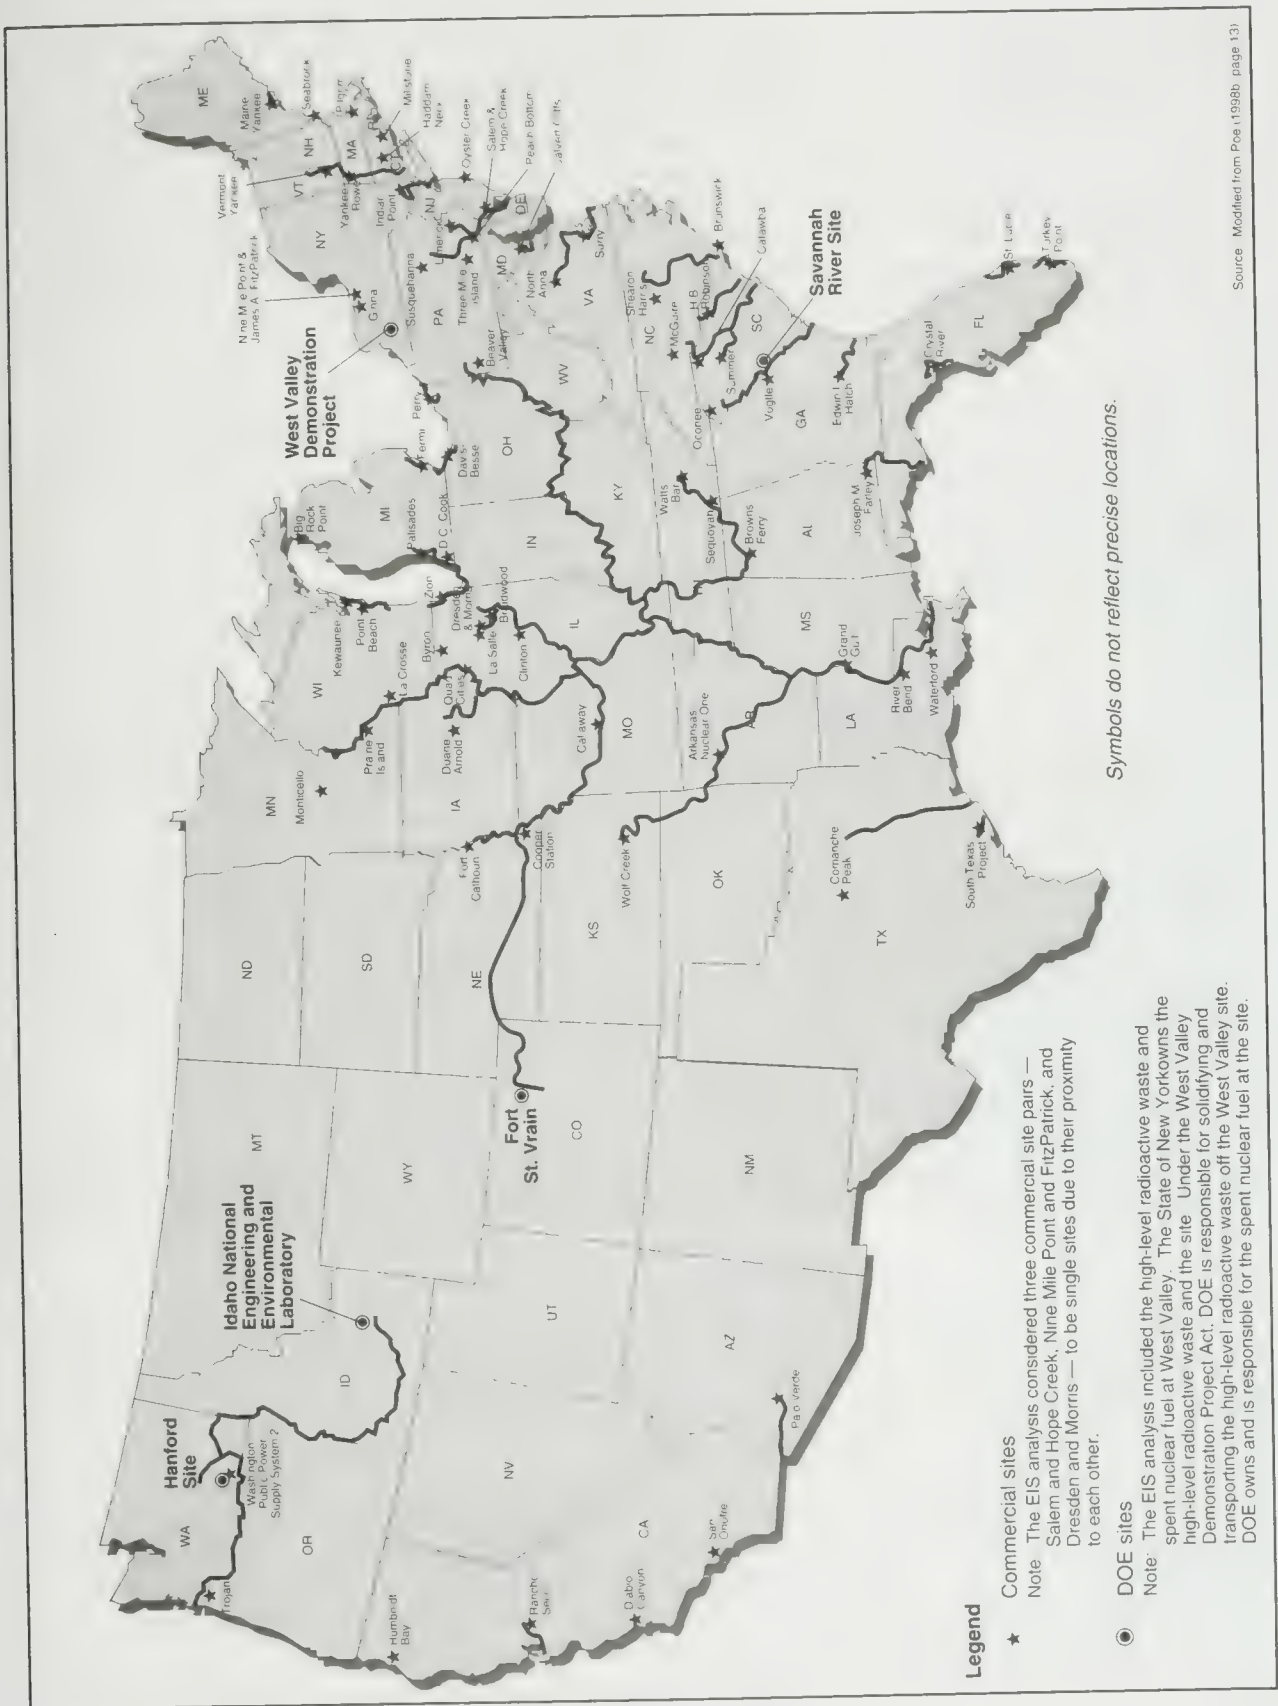 ME
Maine
Yankee
Seabrook
NH
VT
Vermont
Yankee
MA
Yankee
Rowe
Millstone
Haddam
Neck
CT
Indian
Point
NY
Nine Mile Point &
James A FitzPatrick
Ginna
NJ
Oyster Creek
Salem &
Hope Creek
Peach Bottom
DE
Limerick
Susquehanna
PA
Three Mile
Island
MD
North
Anna
Surry
VA
Beaver
Valley
WV
West Valley
Demonstration
Project
Perry
Fermi
Davis-
Besse
OH
Shearon
Harris
NC
Brunswick
McGuire
H B
Robinson
Catawba
SC
Summer
Savannah
River Site
Oconee
Vogtle
GA
Edwin I
Hatch
St Lucie
Turkey
Point
FL
Crystal
River
KY
Watts
Bar
Sequoyah
Browns
Ferry
Joseph M
Farley
AL
Big
Rock
Point
MI
Palisades
D C Cook
IN
Zion
Dresden
& Morris
Braidwood
IL
La Salle
Clinton
Byron
Kewaunee
Point
Beach
WI
La Crosse
Quad
Cities
Prairie
Island
Duane
Arnold
IA
MN
Monticello
MS
Grand
Gulf
River
Bend
Waterford
LA
Callaway
MO
Arkansas
Nuclear One
AR
Fort
Calhoun
Cooper
Station
Wolf Creek
KS
OK
Comanche
Peak
South Texas
Project
TX
ND
SD
NE
MT
WY
Fort
St. Vrain
CO
NM
Idaho National
Engineering and
Environmental
Laboratory
ID
UT
AZ
Palo Verde
Hanford
Site
Washington
Public Power
Supply System 2
WA
Trojan
OR
NV
CA
Humboldt
Bay
Rancho
Seco
Diablo
Canyon
San
Onofre
Symbols do not reflect precise locations.
Legend
Commercial sites
Note The EIS analysis considered three commercial site pairs —
Salem and Hope Creek, Nine Mile Point and FitzPatrick, and
Dresden and Morris — to be single sites due to their proximity
to each other.
DOE sites
Note: The EIS analysis included the high-level radioactive waste and
spent nuclear fuel at West Valley. The State of New Yorkowns the
high-level radioactive waste and the site Under the West Valley
Demonstration Project Act, DOE is responsible for solidifying and
transporting the high-level radioactive waste off the West Valley site.
DOE owns and is responsible for the spent nuclear fuel at the site.
Source Modified from Poe (1998b page 13)